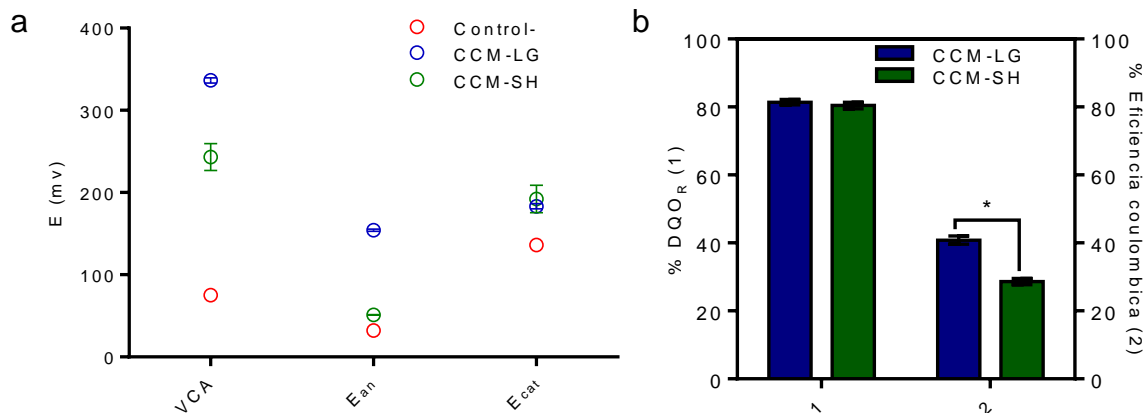 a
E (mv)
400
300
200
100
0
Control-
CCM-LG
CCM-SH
VCA
Ean
Ecat
b
% DQOR (1)
100
80
60
40
20
0
CCM-LG
CCM-SH
*
1
2
100
80
60
40
20
0
% Eficiencia coulombica (2)